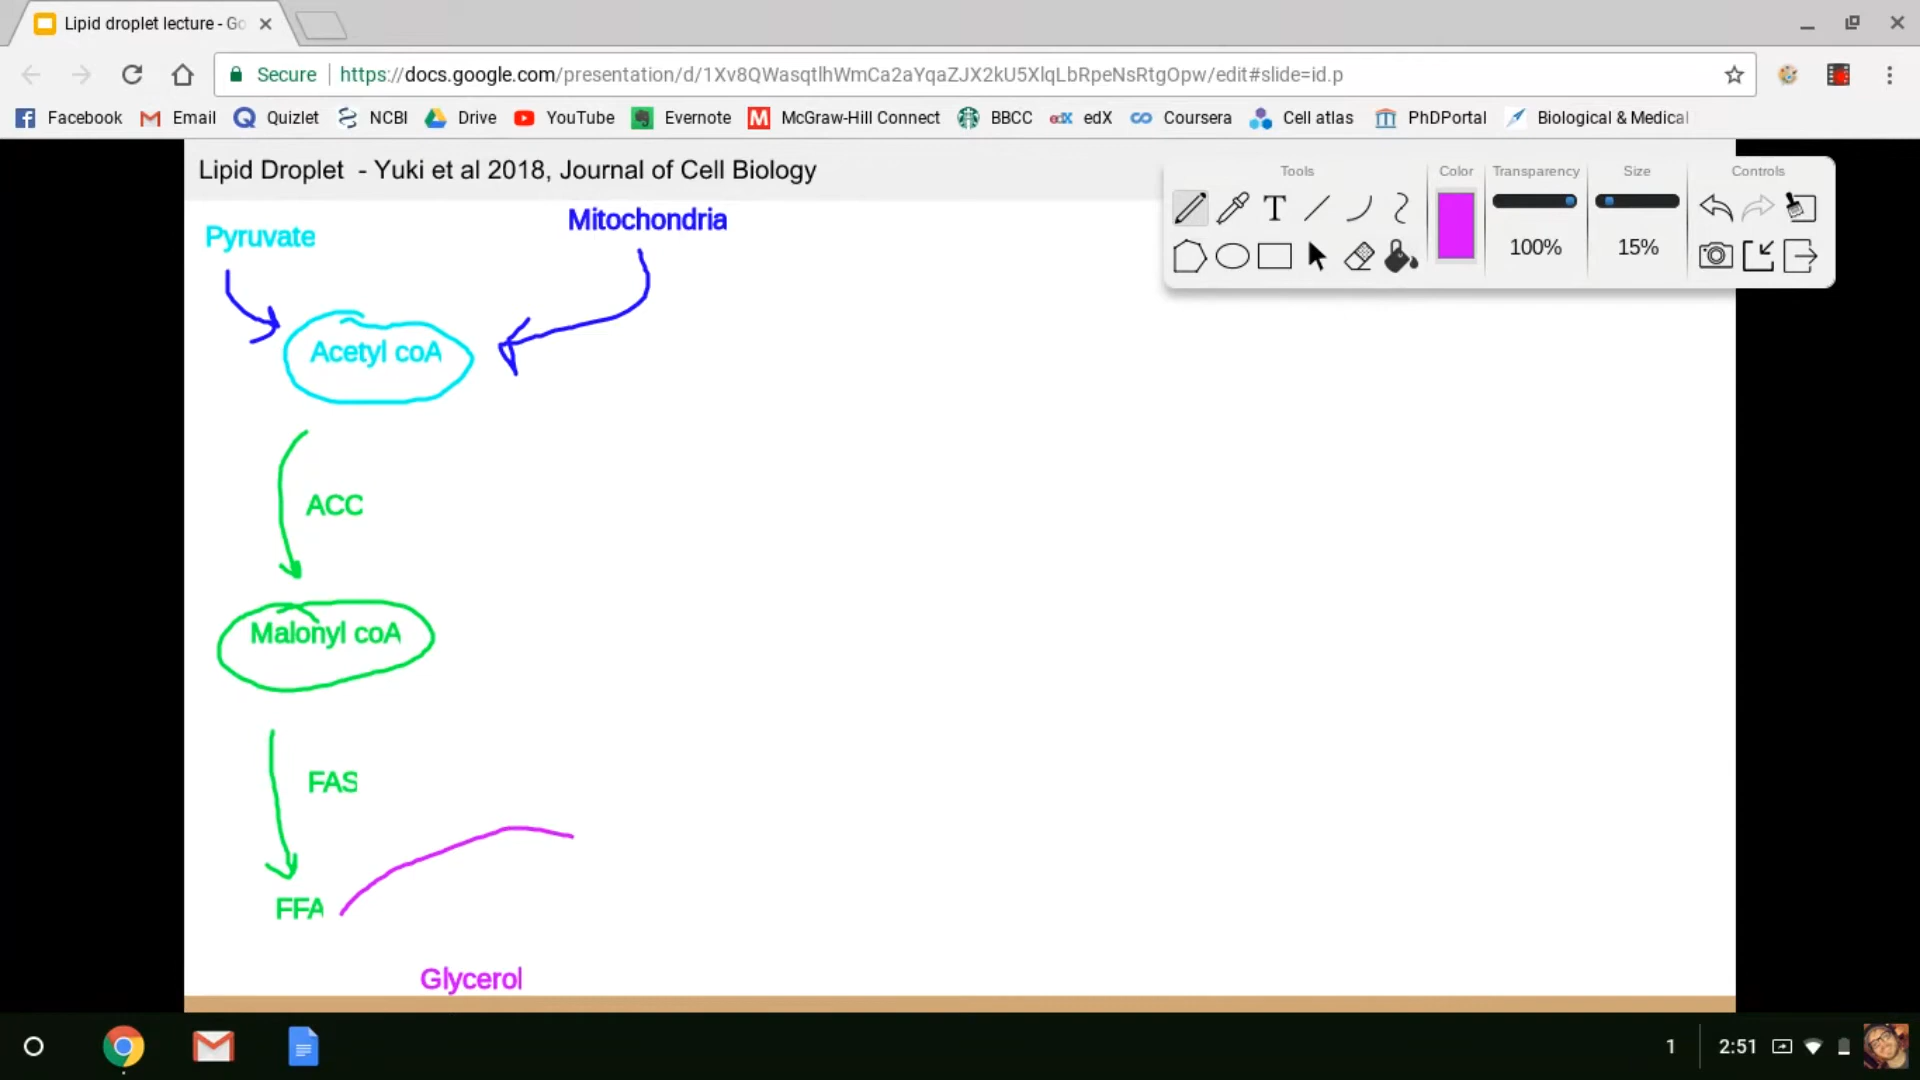 Lipid droplet lecture - Go
Secure https://docs.google.com/presentation/d/1Xv8QWasqtlhWmCa2aYqaZJX2kU5XlqLbRpeNsRtgOpw/edit#slide=id.p
Facebook Email Quizlet NCBI Drive YouTube Evernote McGraw-Hill Connect BBCC edX Coursera Cell atlas PhDPortal Biological & Medical
Lipid Droplet - Yuki et al 2018, Journal of Cell Biology
Tools Color Transparency Size Controls
100% 15%
Pyruvate
Mitochondria
Acetyl coA
ACC
Malonyl coA
FAS
FFA
Glycerol
1 2:51